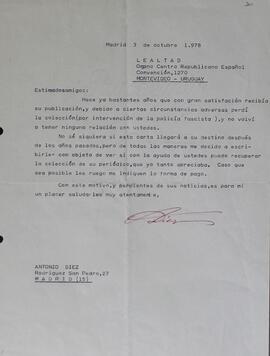 Madrid 3 de octubre 1.978
L E A L T A D
Organo Centro Republicano Español
Convención,1270
MONTEVIDEO - URUGUAY
Estimados amigos:
Hace ya bastantes años que con gran satisfacción recibía
su publicación,y debido a ciertas circunstancias adversas perdí la
colección(por intervención de la policía fascista ),y no volví
a tener ninguna relación con ustedes.
No sé siquiera si esta carta llegará a su destino después
de los años pasados,pero de todas las maneras me decido a escri-
birles con objeto de ver si con la ayuda de ustedes puedo recuperar
la colección de su periódico,que yo tanto apreciaba. Caso que
sea posible les ruego me indiquen la forma de pago.
Con este motivo,y pendientes de sus noticias,es para mi
un placer saludarles muy atentamente,
A. Diez
ANTONIO DIEZ
Rodríguez San Pedro,27
M A D R I D (15)